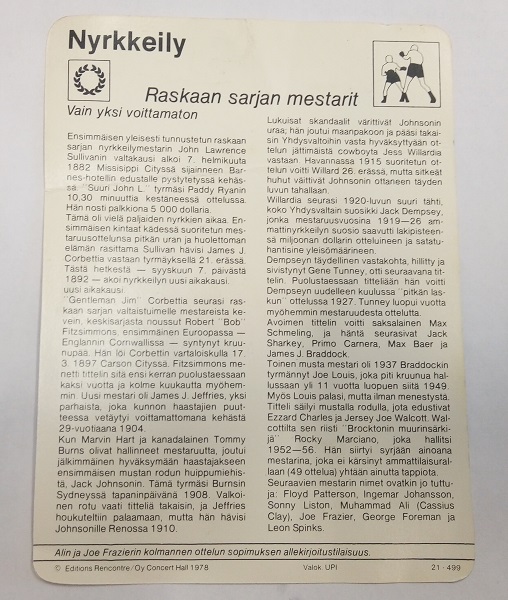 Nyrkkeily
Raskaan sarjan mestarit
Vain yksi voittamaton
Ensimmäisen yleisesti tunnustetun raskaan
sarjan nyrkkeilymestarin John Lawrence
Sullivanin valtakausi alkoi 7. helmikuuta
1882 Missisippi Cityssä sijainneen Bar-
nes-hotellin edustalle pystytetyssä kehäs-
sä. "Suuri John L." tyrmäsi Paddy Ryanin
10,30 minuuttia kestäneessä ottelussa.
Hän nosti palkkiona 5 000 dollaria.
Tämä oli vielä paljaiden nyrkkien aikaa. En-
simmäisen kintaat kädessä suoritetun mes-
taruusottelunsa pitkän uran ja huolettoman
elämän rasittama Sullivan hävisi James J.
Corbettia vastaan tyrmäyksellä 21. erässä.
Tästä hetkestä — syyskuun 7. päivästä
1892 — akoi nyrkkeilyn uusi aikakausi.
uusi aikakausi.
"Gentleman Jim" Corbettia seurasi ras-
kaan sarjan valtaistuimelle mestareista ke-
vein, keskisarjasta noussut Robert "Bob"
Fitzsimmons, ensimmäinen Euroopassa —
Englannin Cornwallissa — syntynyt kruu-
nupaa. Hän löi Corbettin vartaloiskulla 17.
3. 1897 Carson Cityssä. Fitzsimmons me-
netti tittelin sitä ensi kerran puolustaessaan
kaksi vuotta ja kolme kuukautta myöhem-
min. Uusi mestari oli James J. Jeffries, yksi
parhaista, joka kunnon haastajien puut-
teessa vetäytyi voittamattomana kehästä
29-vuotiaana 1904.
Kun Marvin Hart ja kanadalainen Tommy
Burns olivat hallinneet mestaruutta, joutui
jälkimmäinen hyväksymään haastajakseen
ensimmäisen mustan rodun huippumiehis-
tä, Jack Johnsonin. Tämä tyrmäsi Burnsin
Sydneyssä tapaninpäivänä 1908. Valkoi-
nen rotu vaati titteliä takaisin, ja Jeffries
houkuteltiin palaamaan, mutta hän hävisi
Johnsonille Renossa 1910.
Lukuisat skandaalit värittivät Johnsonin
uraa; hän joutui maanpakoon ja pääsi takai-
sin Yhdysvaltoihin vasta hyväksyttyään ot-
telun jättimäistä cowboyta Jess Willardia
vastaan. Havannassa 1915 suoritetun ot-
telun voitti Willard 26. erässä, mutta sitkeät
huhut väittivät Johnsonin ottaneen täyden
luvun tahallaan.
Willardia seurasi 1920-luvun suuri tähti,
koko Yhdysvaltain suosikki Jack Dempsey,
jonka mestaruusvuosina 1919—26 am-
mattinyrkkeilyn suosio saavutti lakipisteen-
sä miljoonan dollarin otteluineen ja satatu-
hantisine yleisömäärineen.
Dempseyn täydellinen vastakohta, hillitty ja
sivistynyt Gene Tunney, otti seuraavana tit-
telin. Puolustaessaan titteliään hän voitti
Dempseyn uudelleen kuulussa "pitkän las-
kun" ottelussa 1927. Tunney luopui vuotta
myöhemmin mestaruudesta ottelutta.
Avoimen tittelin voitti saksalainen Max
Schmeling, ja häntä seurasivat Jack
Sharkey, Primo Carnera, Max Baer ja
James J. Braddock.
Toinen musta mestari oli 1937 Braddockin
tyrmännyt Joe Louis, joka piti kruunua hal-
lussaan yli 11 vuotta luopuen siitä 1949.
Myös Louis palasi, mutta ilman menestystä.
Titteli säilyi mustalla rodulla, jota edustivat
Ezzard Charles ja Jersey Joe Walcott. Wal-
cottilta sen riisti "Brocktonin muurinsärki-
jä" Rocky Marciano, joka hallitsi
1952—56. Hän siirtyi syrjään ainoana
mestarina, joka ei kärsinyt ammattilaisural-
laan (49 ottelua) yhtään ainutta tappiota.
Seuraavien mestarin nimet ovatkin jo tuttu-
ja: Floyd Patterson, Ingemar Johansson,
Sonny Liston, Muhammad Ali (Cassius
Clay), Joe Frazier, George Foreman ja
Leon Spinks.
Alin ja Joe Frazierin kolmannen ottelun sopimuksen allekirjoitustilaisuus.
© Editions Rencontre/Oy Concert Hall 1978
Valok. UPI
21-499